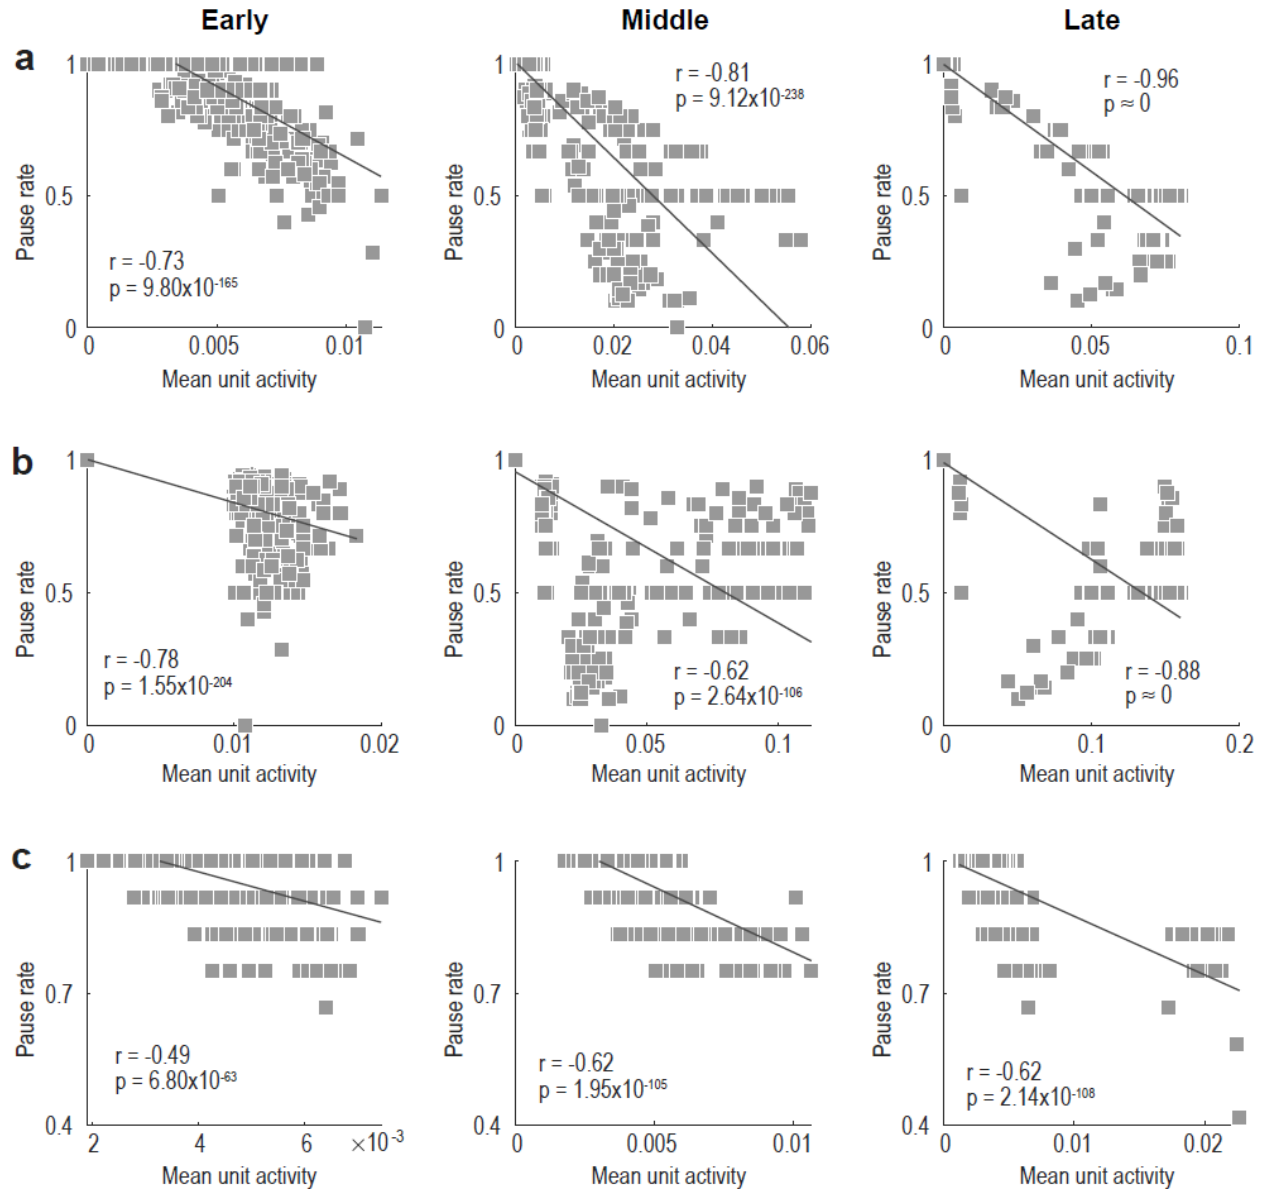 Early Middle Late
a
1
0.5
0
Pause rate
r = -0.73
p = 9.80x10-165
0 0.005 0.01
Mean unit activity
1
0.5
0
Pause rate
r = -0.81
p = 9.12x10-238
0 0.02 0.04 0.06
Mean unit activity
1
0.5
0
Pause rate
r = -0.96
p ≈ 0
0 0.05 0.1
Mean unit activity
b
1
0.5
0
Pause rate
r = -0.78
p = 1.55x10-204
0 0.01 0.02
Mean unit activity
1
0.5
0
Pause rate
r = -0.62
p = 2.64x10-106
0 0.05 0.1
Mean unit activity
1
0.5
0
Pause rate
r = -0.88
p ≈ 0
0 0.1 0.2
Mean unit activity
c
1
0.7
0.4
Pause rate
r = -0.49
p = 6.80x10-63
2 4 6 ×10-3
Mean unit activity
1
0.7
0.4
Pause rate
r = -0.62
p = 1.95x10-105
0 0.005 0.01
Mean unit activity
1
0.7
0.4
Pause rate
r = -0.62
p = 2.14x10-108
0 0.01 0.02
Mean unit activity